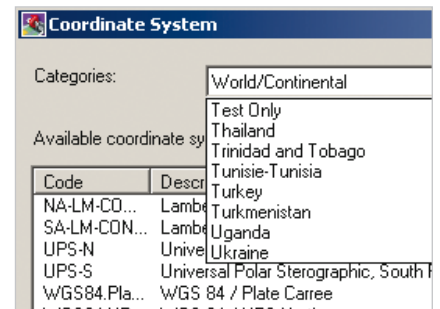 Coordinate System
Categories:
World/Continental
Test Only
Thailand
Trinidad and Tobago
Tunisie-Tunisia
Turkey
Turkmenistan
Uganda
Ukraine
Available coordinate sy
Code Descr
NA-LM-CO... Lambe
SA-LM-CON... Lambe
UPS-N Unive
UPS-S Universal Polar Sterographic, South
WGS84.Pla... WGS 84 / Plate Carree